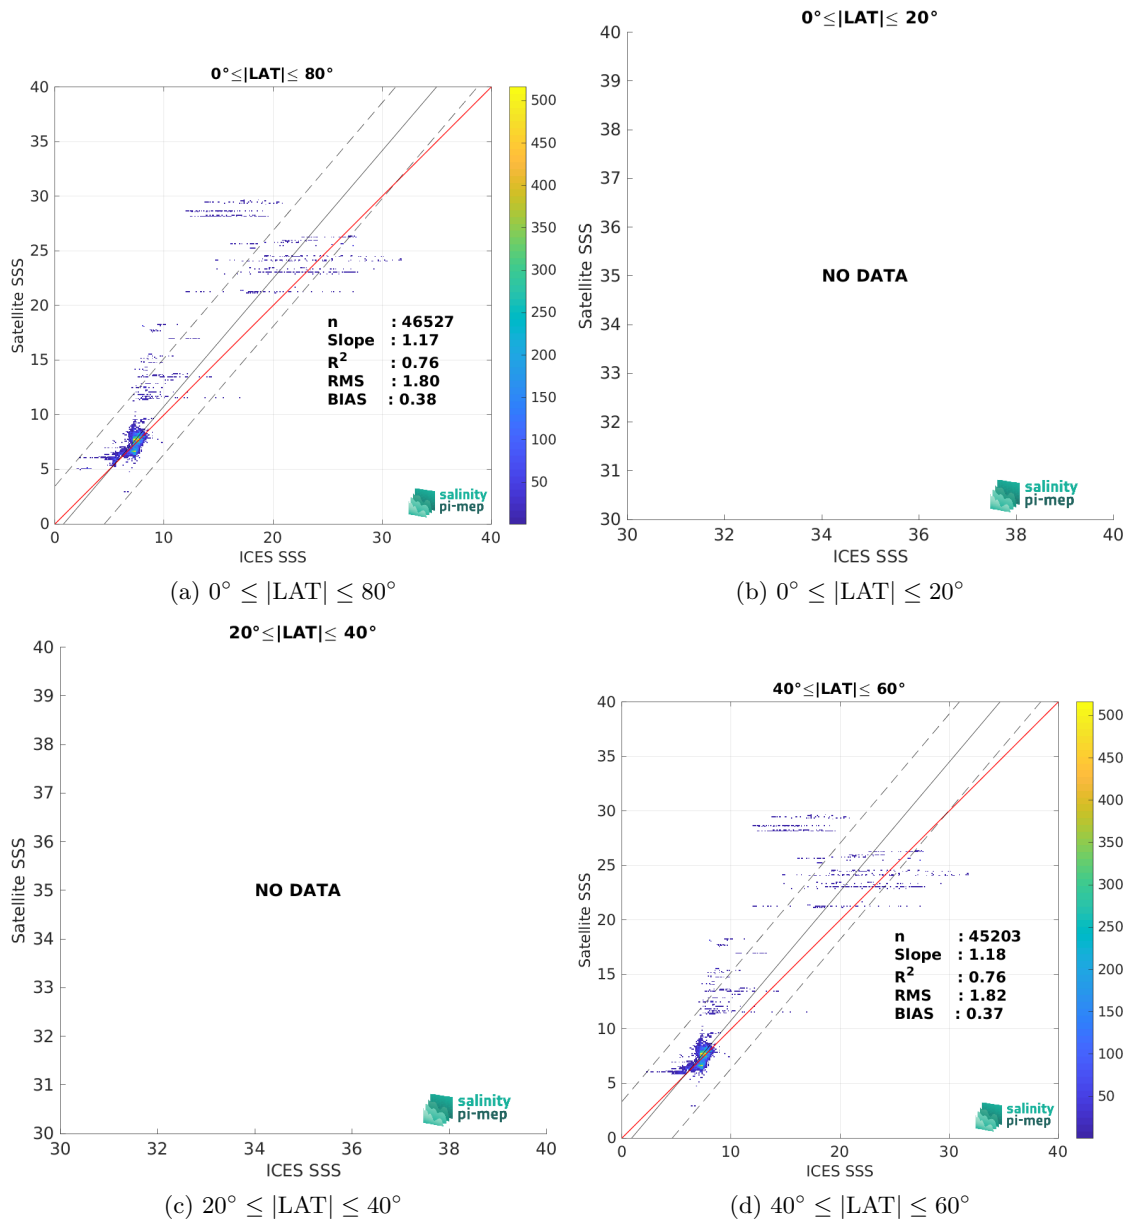 0°≤|LAT|≤ 80°
40
35
30
25
20
15
10
5
0
Satellite SSS
0
10
20
30
40
ICES SSS
500
450
400
350
300
250
200
150
100
50
n : 46527
Slope : 1.17
R² : 0.76
RMS : 1.80
BIAS : 0.38
salinity
pi-mep
(a) 0° ≤ |LAT| ≤ 80°
0°≤|LAT|≤ 20°
40
39
38
37
36
35
34
33
32
31
30
Satellite SSS
NO DATA
30
32
34
36
38
40
ICES SSS
salinity
pi-mep
(b) 0° ≤ |LAT| ≤ 20°
20°≤|LAT|≤ 40°
40
39
38
37
36
35
34
33
32
31
30
Satellite SSS
NO DATA
30
32
34
36
38
40
ICES SSS
salinity
pi-mep
(c) 20° ≤ |LAT| ≤ 40°
40°≤|LAT|≤ 60°
40
35
30
25
20
15
10
5
0
Satellite SSS
0
10
20
30
40
ICES SSS
500
450
400
350
300
250
200
150
100
50
n : 45203
Slope : 1.18
R² : 0.76
RMS : 1.82
BIAS : 0.37
salinity
pi-mep
(d) 40° ≤ |LAT| ≤ 60°